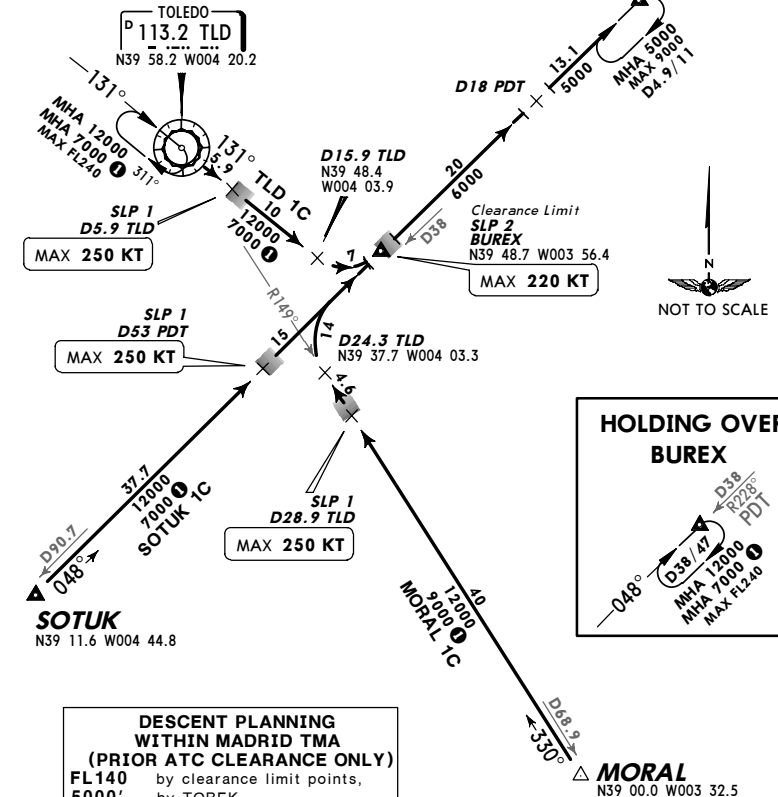 TOLEDO
D 113.2 TLD
N39 58.2 W004 20.2
131°
MHA 12000
MHA 7000 1
MAX FL240
311°
5.9
131°
TLD 1C
10
12000
7000 1
SLP 1
D5.9 TLD
MAX 250 KT
D15.9 TLD
N39 48.4
W004 03.9
7
D18 PDT
13.1
5000
MHA 5000
MAX 9000
D4.9/11
20
6000
D38
Clearance Limit
SLP 2
BUREX
N39 48.7 W003 56.4
MAX 220 KT
N
NOT TO SCALE
SLP 1
D53 PDT
MAX 250 KT
15
R149°
14
D24.3 TLD
N39 37.7 W004 03.3
4.6
SLP 1
D28.9 TLD
MAX 250 KT
37.7
12000
7000 1
SOTUK 1C
D90.7
048°
SOTUK
N39 11.6 W004 44.8
40
12000
9000 1
MORAL 1C
D68.9
330°
MORAL
N39 00.0 W003 32.5
HOLDING OVER
BUREX
D38
R228°
PDT
D38/47
048°
MHA 12000
MHA 7000 1
MAX FL240
DESCENT PLANNING
WITHIN MADRID TMA
(PRIOR ATC CLEARANCE ONLY)
FL140 by clearance limit points,
5000' by TOBEK